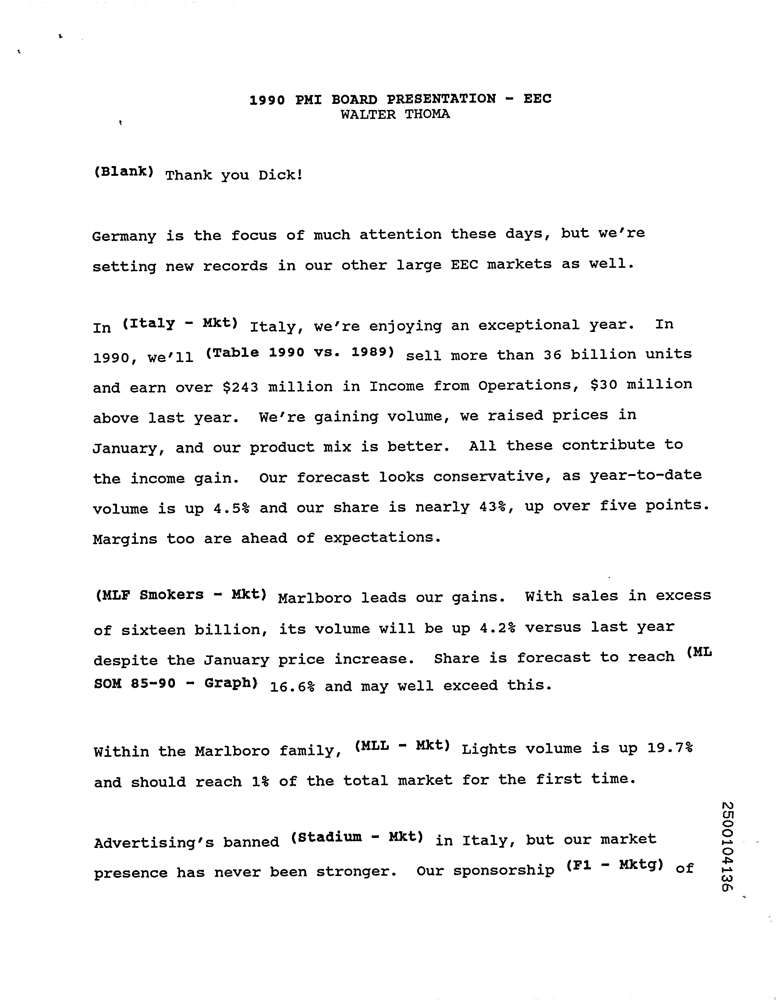 1990 PMI BOARD PRESENTATION - EEC
WALTER THOMA
(Blank) Thank you Dick!
Germany is the focus of much attention these days, but we're
setting new records in our other large EEC markets as well.
In (Italy - Mkt) Italy, we're enjoying an exceptional year. In
1990, we'll (Table 1990 vs. 1989) sell more than 36 billion units
and earn over $243 million in Income from Operations, $30 million
above last year. We're gaining volume, we raised prices in
January, and our product mix is better. All these contribute to
the income gain. Our forecast looks conservative, as year-to-date
volume is up 4.5% and our share is nearly 43%, up over five points.
Margins too are ahead of expectations.
(MLF Smokers - Mkt) Marlboro leads our gains. With sales in excess
of sixteen billion, its volume will be up 4.2% versus last year
despite the January price increase. Share is forecast to reach (ML
SOM 85-90 - Graph) 16.6% and may well exceed this.
Within the Marlboro family, (MLL - Mkt) Lights volume is up 19.7%
and should reach 1% of the total market for the first time.
Advertising's banned (Stadium - Mkt) in Italy, but our market
presence has never been stronger. Our sponsorship (F1 - Mktg) of
2500104136